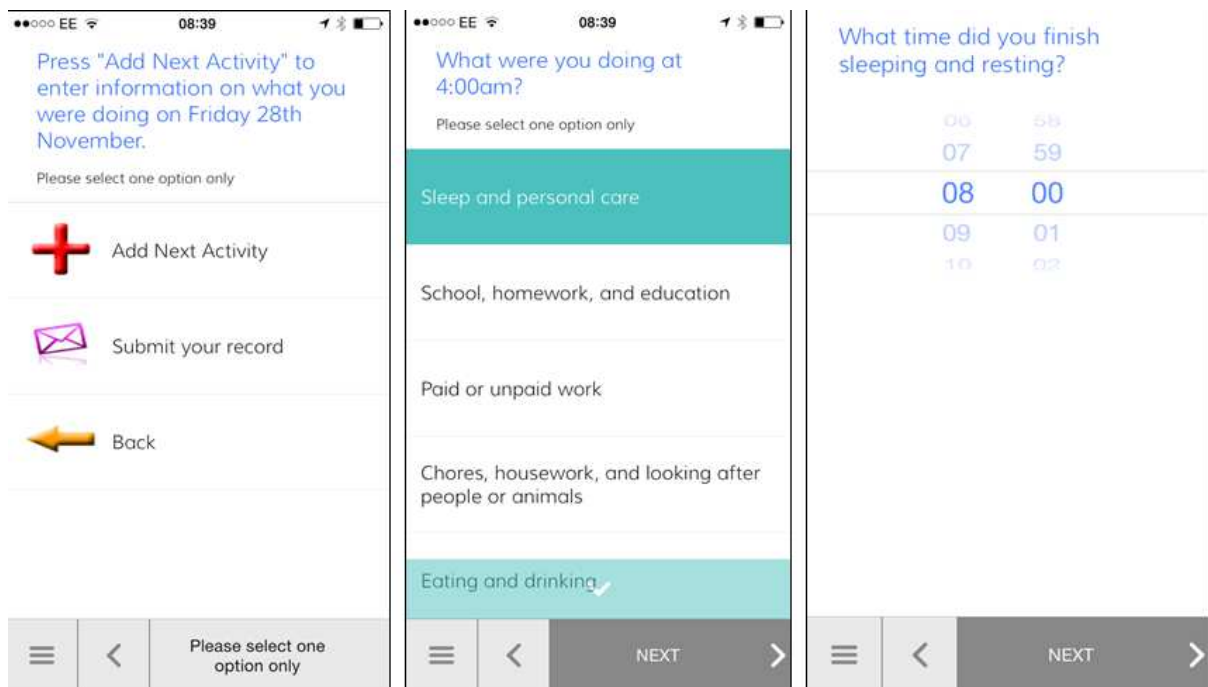 ●●○○○ EE 08:39
Press "Add Next Activity" to
enter information on what you
were doing on Friday 28th
November.
Please select one option only
Add Next Activity
Submit your record
Back
Please select one
option only
●●○○○ EE 08:39
What were you doing at
4:00am?
Please select one option only
Sleep and personal care
School, homework, and education
Paid or unpaid work
Chores, housework, and looking after
people or animals
Eating and drinking
NEXT
What time did you finish
sleeping and resting?
06 58
07 59
08 00
09 01
10 02
NEXT